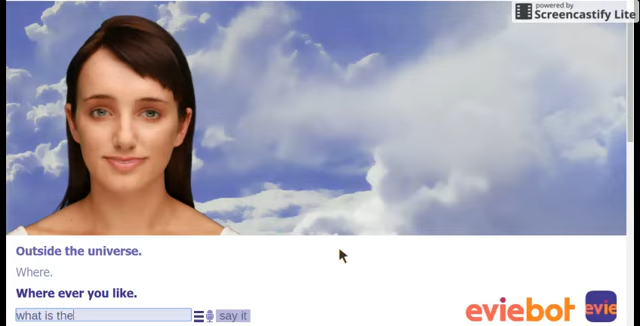 powered by
Screencastify Lite
Outside the universe.
Where.
Where ever you like.
what is the
say it
eviebot
evie